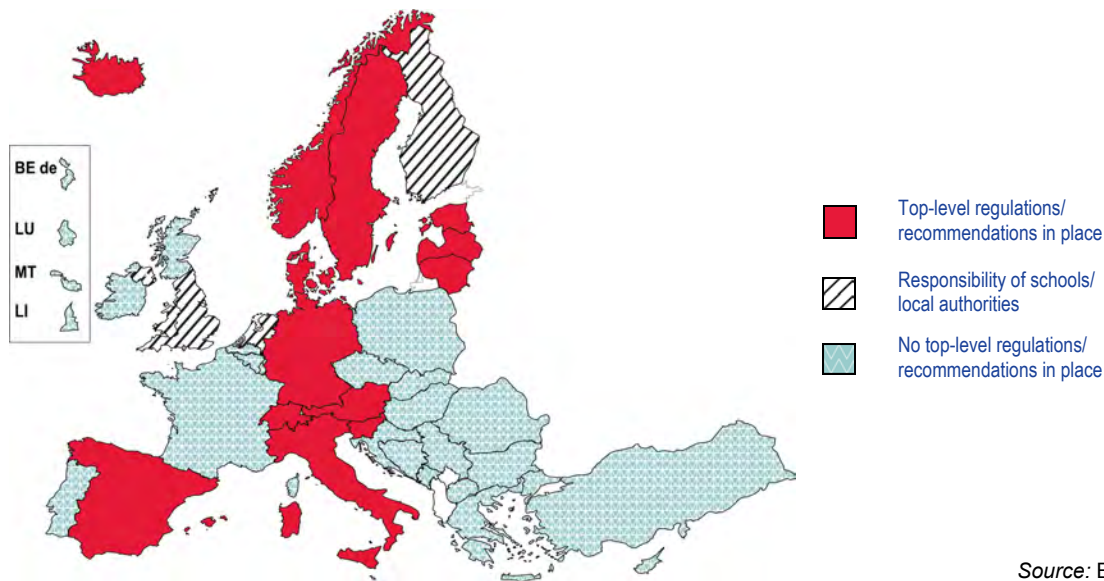 BE de
LU
MT
LI
Top-level regulations/
recommendations in place
Responsibility of schools/
local authorities
No top-level regulations/
recommendations in place
Source: E